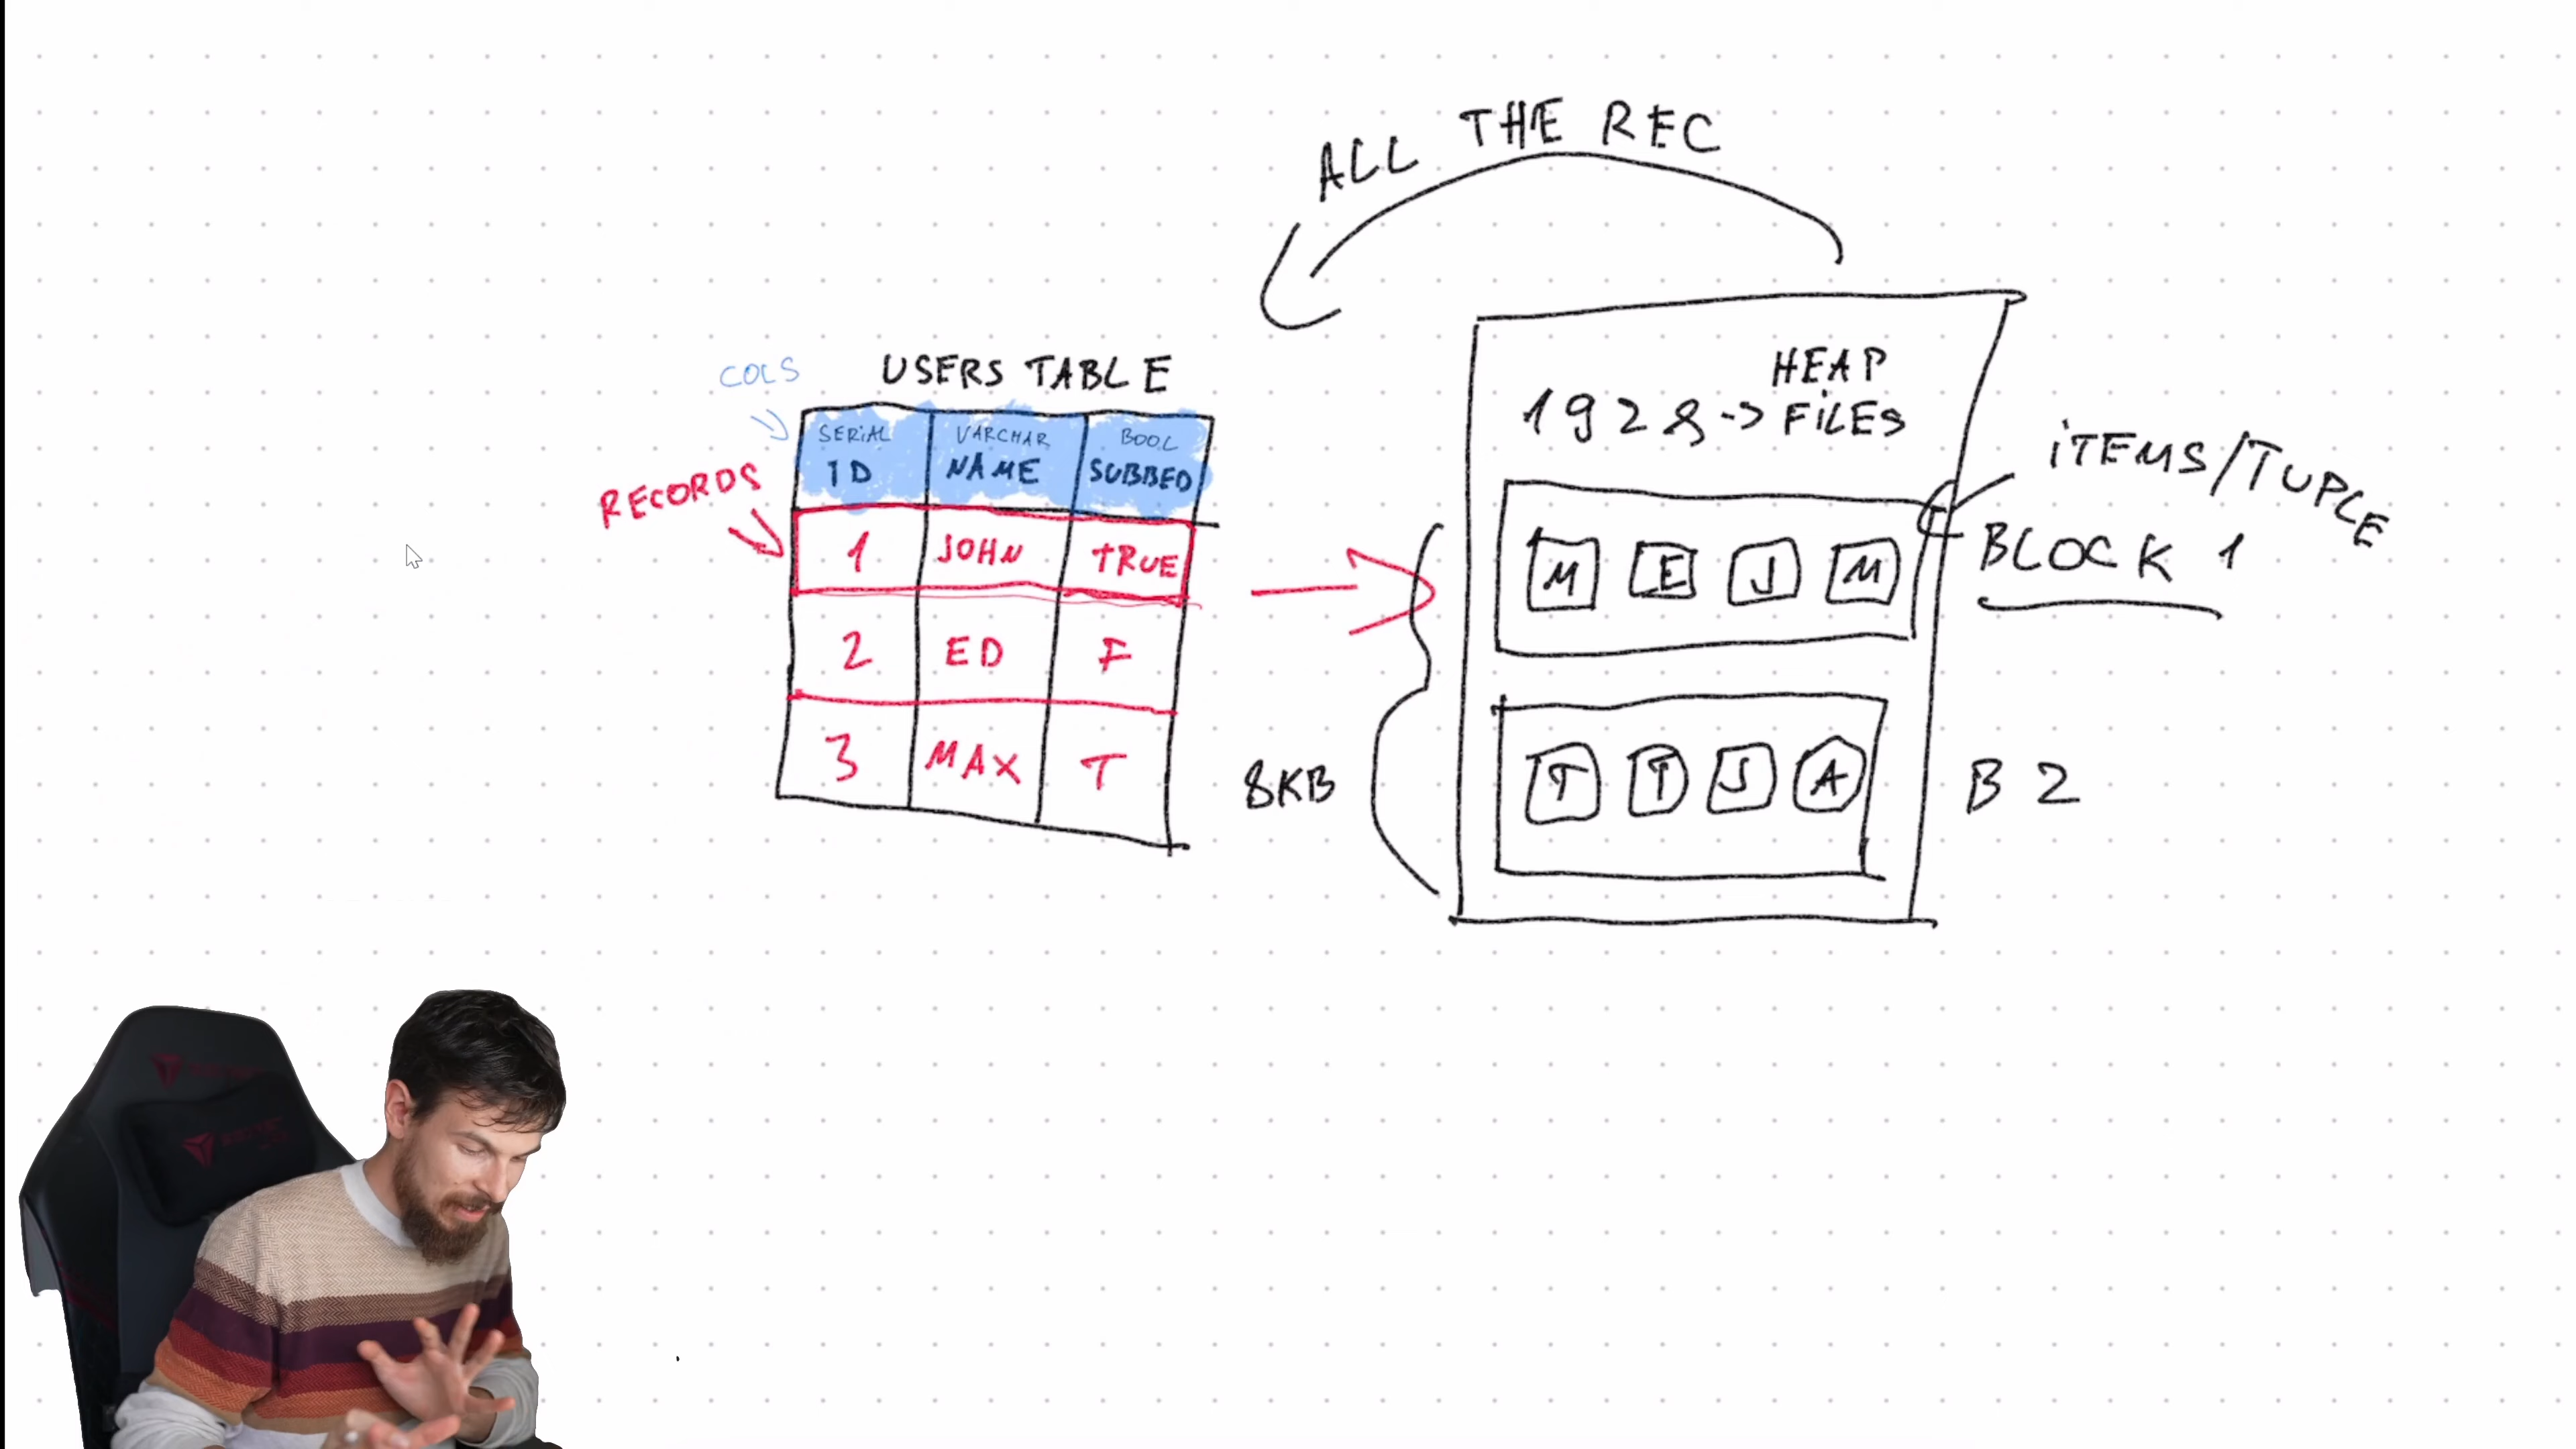 ALL THE REC
COLS
USERS TABLE
SERIAL VARCHAR BOOL
ID NAME SUBBED
RECORDS
1 JOHN TRUE
2 ED F
3 MAX T
8KB
HEAP
1928 -> FiLES
iTEMS/TUPLE
M E J M
BLOCK 1
T T J A
B 2